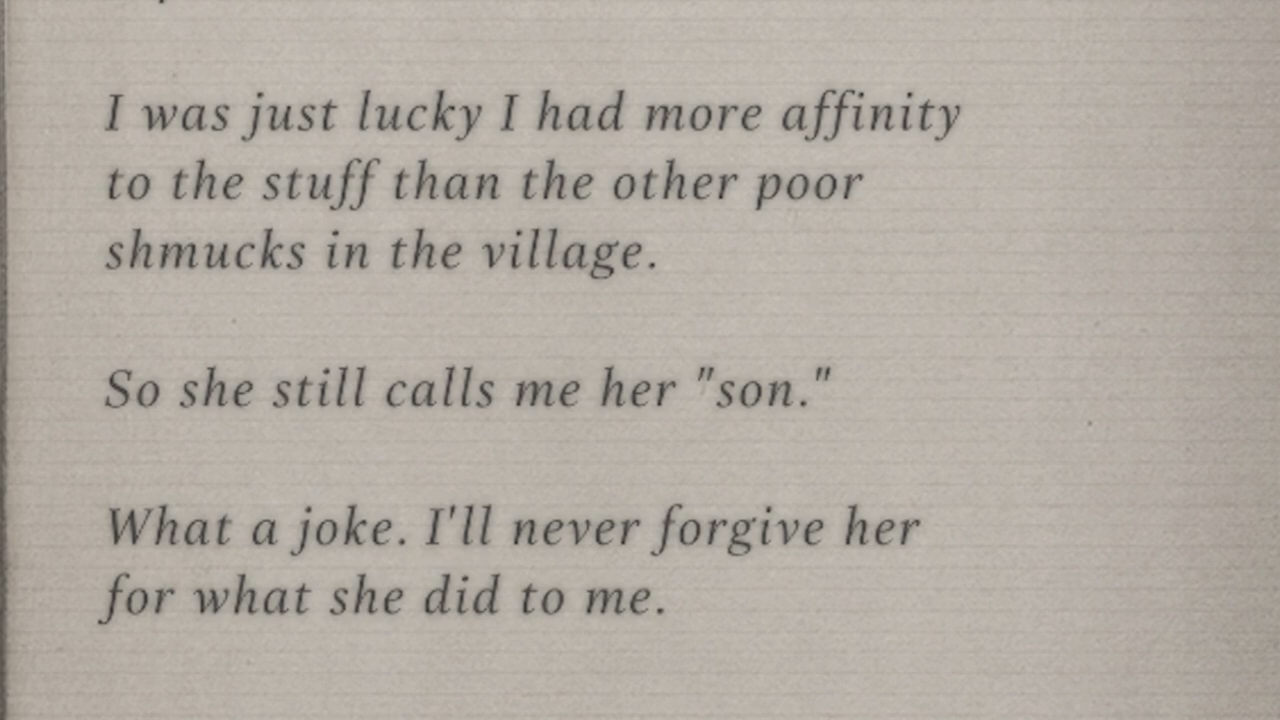 I was just lucky I had more affinity
to the stuff than the other poor
shmucks in the village.
So she still calls me her "son."
What a joke. I'll never forgive her
for what she did to me.